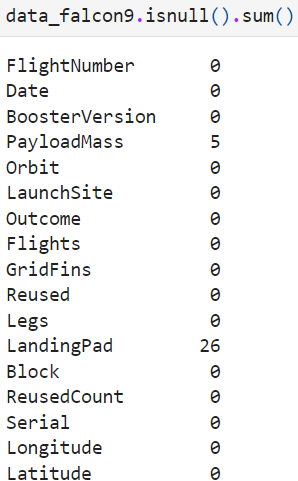 data_falcon9.isnull().sum()
FlightNumber 0
Date 0
BoosterVersion 0
PayloadMass 5
Orbit 0
LaunchSite 0
Outcome 0
Flights 0
GridFins 0
Reused 0
Legs 0
LandingPad 26
Block 0
ReusedCount 0
Serial 0
Longitude 0
Latitude 0